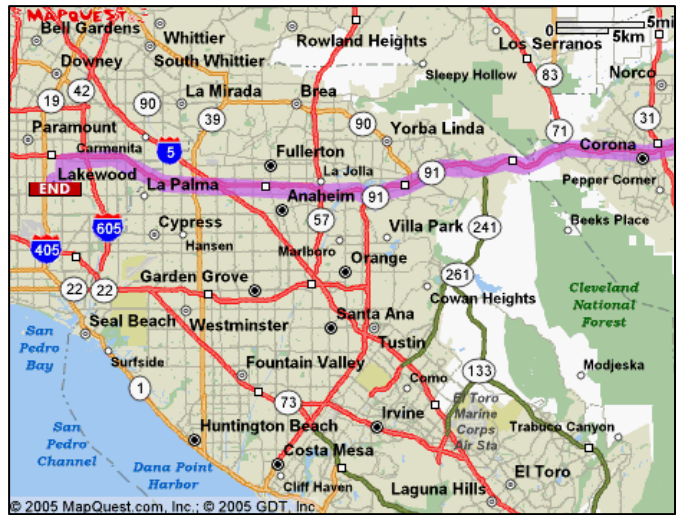 MAPQUEST
Bell Gardens
Whittier
Rowland Heights
Los Serranos
0 5mi
5km
Downey
South Whittier
Sleepy Hollow
83
Norco
19
42
90
La Mirada
Brea
39
90
Yorba Linda
71
31
Paramount
Carmenita
5
Fullerton
Corona
La Jolla
91
Lakewood
La Palma
Anaheim
91
Pepper Corner
END
605
Cypress
57
Villa Park
241
Beeks Place
405
Hansen
Marlboro
Orange
22
22
Garden Grove
261
Cowan Heights
Cleveland
National
Forest
Seal Beach
Westminster
Santa Ana
San
Pedro
Bay
Tustin
Surfside
Fountain Valley
133
Modjeska
1
73
Como
El Toro
Marine
Corps
Air Sta
Irvine
Huntington Beach
Trabuco Canyon
San
Pedro
Channel
Dana Point
Harbor
Costa Mesa
Cliff Haven
El Toro
Laguna Hills
© 2005 MapQuest.com, Inc.; © 2005 GDT, Inc